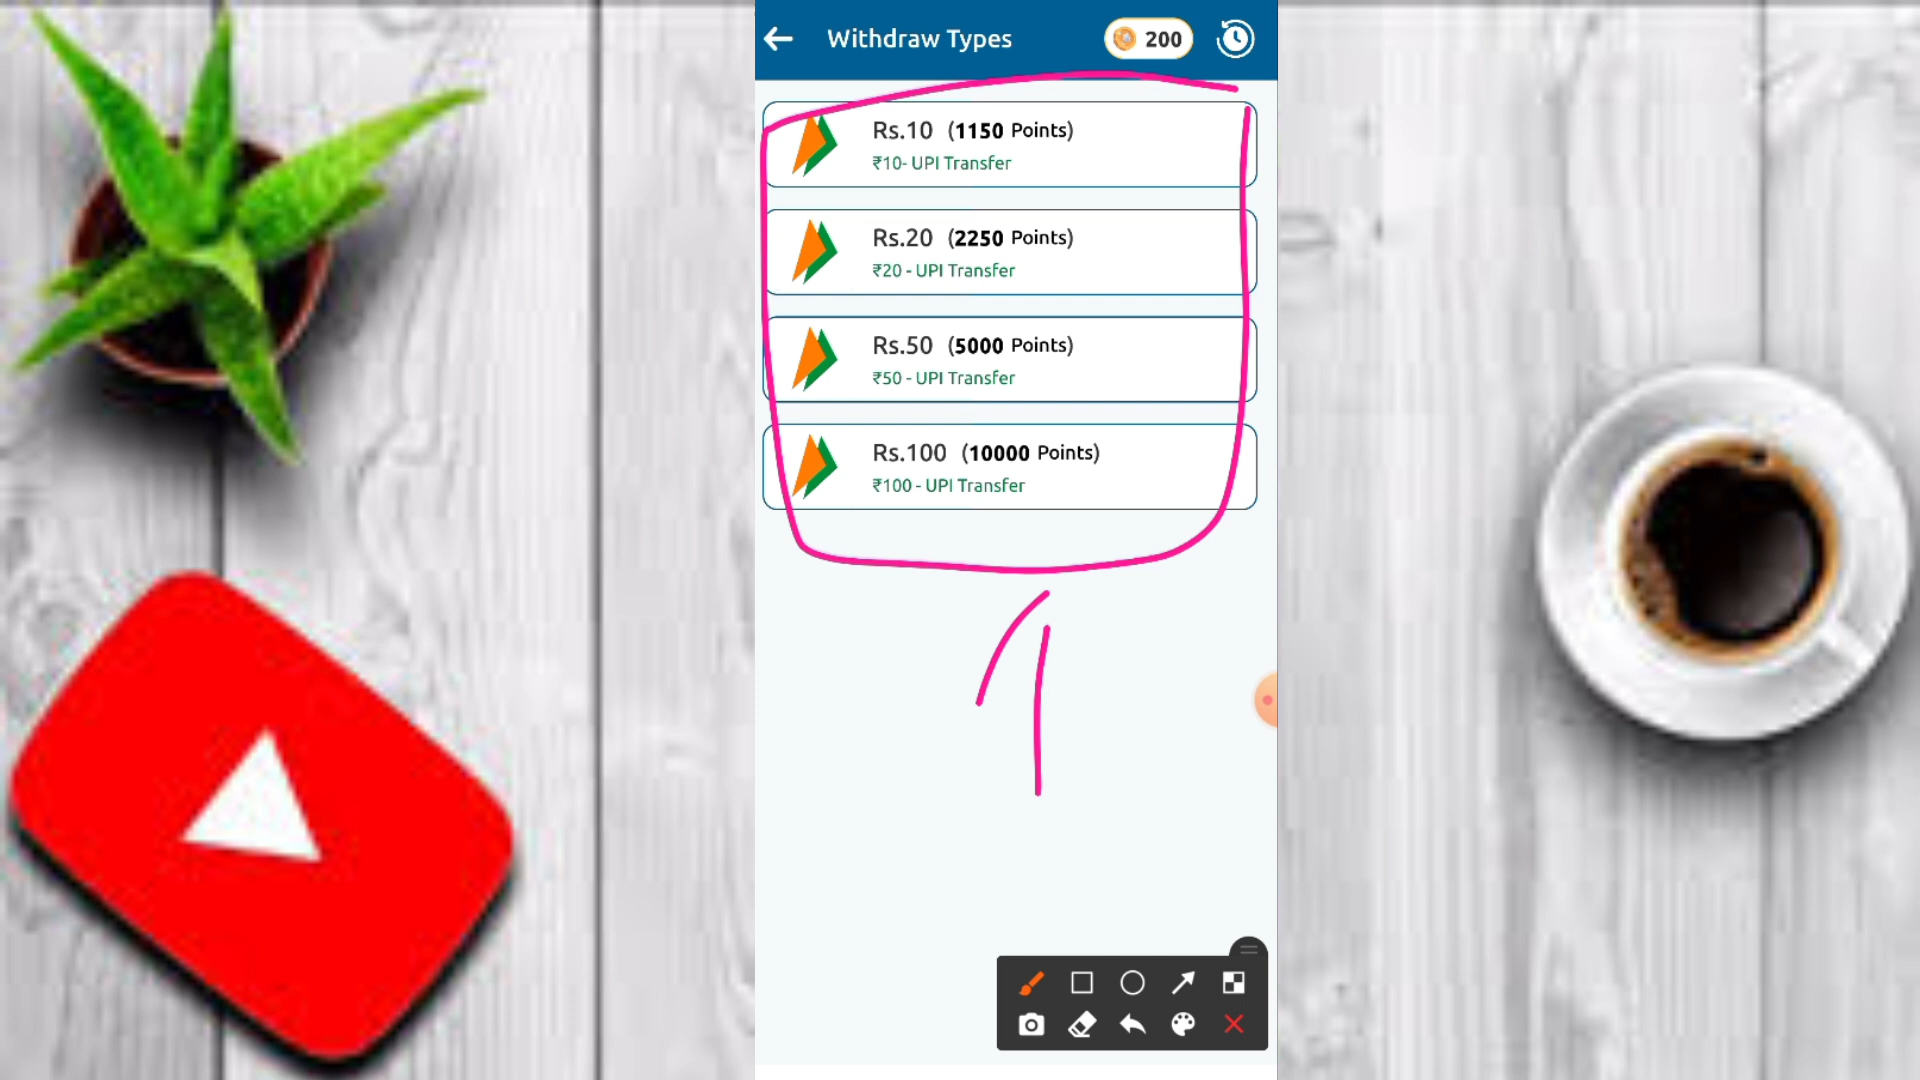 Withdraw Types
200
Rs.10 (1150 Points)
₹10- UPI Transfer
Rs.20 (2250 Points)
₹20 - UPI Transfer
Rs.50 (5000 Points)
₹50 - UPI Transfer
Rs.100 (10000 Points)
₹100 - UPI Transfer